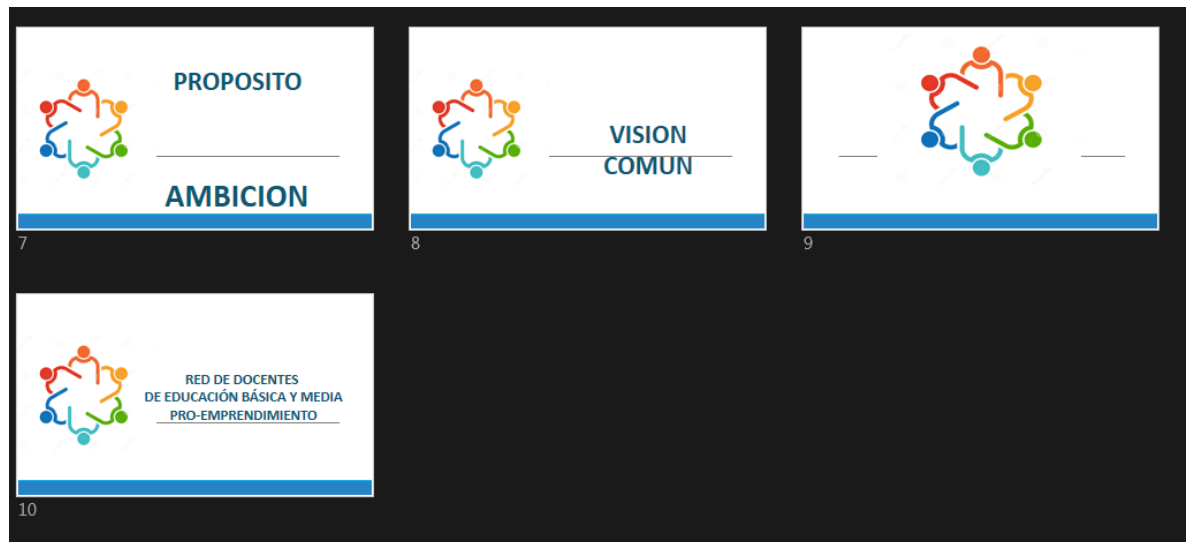 PROPOSITO
AMBICION
7
VISION
COMUN
8
9
RED DE DOCENTES
DE EDUCACIÓN BÁSICA Y MEDIA
PRO-EMPRENDIMIENTO
10